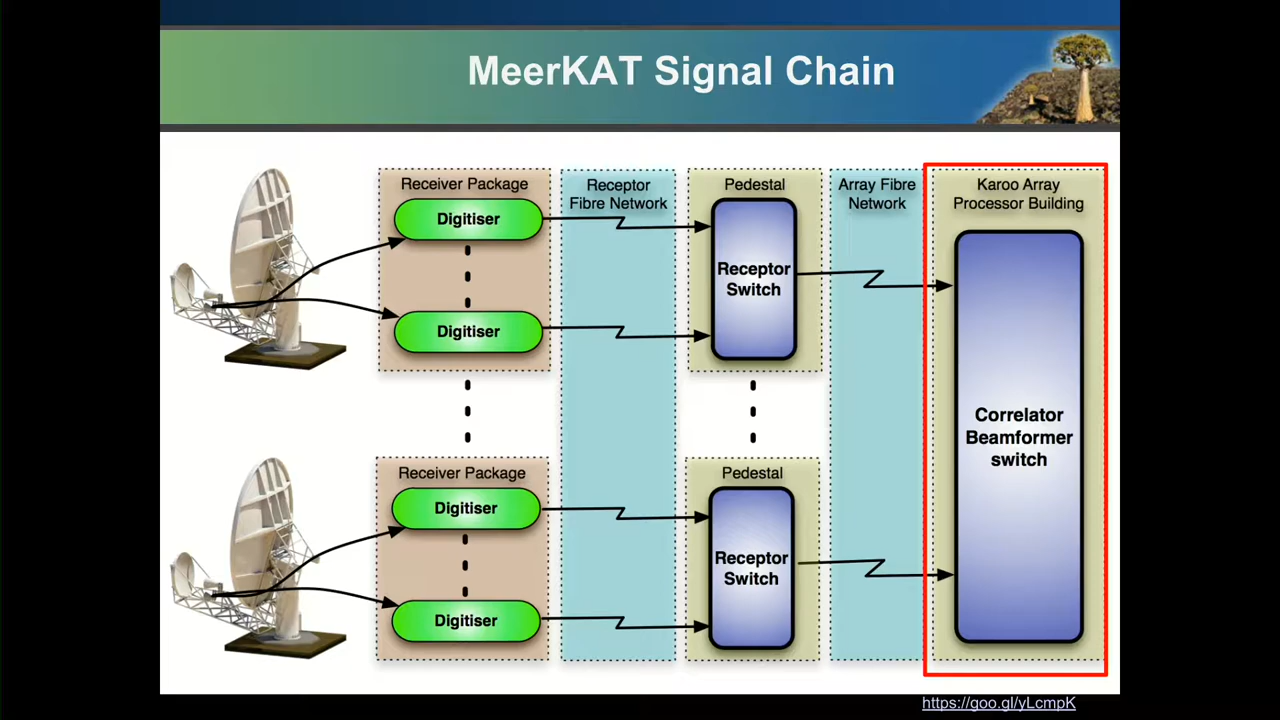 MeerKAT Signal Chain
Receiver Package
Digitiser
Digitiser
Receptor
Fibre Network
Pedestal
Receptor
Switch
Array Fibre
Network
Karoo Array
Processor Building
Correlator
Beamformer
switch
Receiver Package
Digitiser
Digitiser
Pedestal
Receptor
Switch
https://goo.gl/yLcmpK